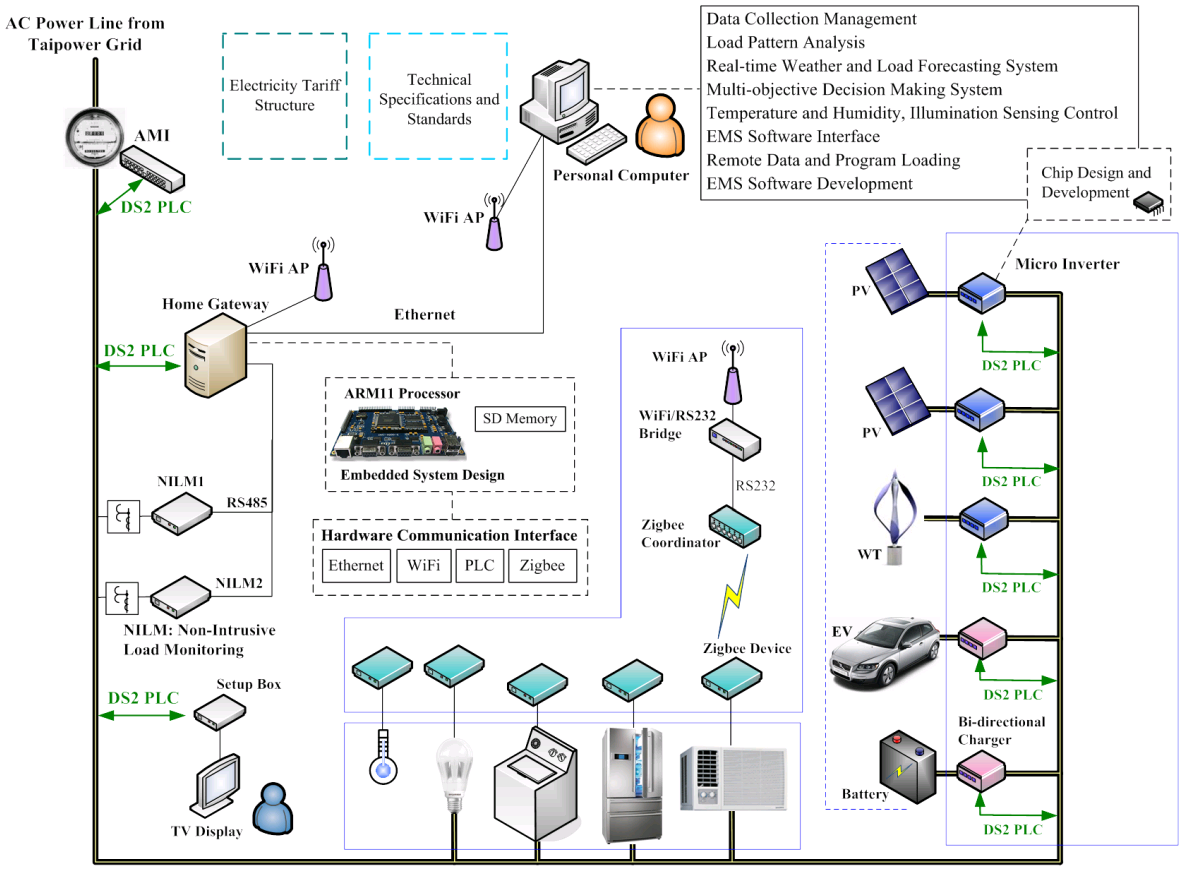 AC Power Line from
Taipower Grid
AMI
DS2 PLC
Electricity Tariff
Structure
Technical
Specifications and
Standards
Personal Computer
Data Collection Management
Load Pattern Analysis
Real-time Weather and Load Forecasting System
Multi-objective Decision Making System
Temperature and Humidity, Illumination Sensing Control
EMS Software Interface
Remote Data and Program Loading
EMS Software Development
Chip Design and
Development
WiFi AP
WiFi AP
Home Gateway
Ethernet
DS2 PLC
ARM11 Processor
SD Memory
Embedded System Design
Hardware Communication Interface
Ethernet
WiFi
PLC
Zigbee
NILM1
RS485
NILM2
NILM: Non-Intrusive
Load Monitoring
Setup Box
DS2 PLC
TV Display
WiFi AP
WiFi/RS232
Bridge
RS232
Zigbee
Coordinator
Zigbee Device
Micro Inverter
PV
DS2 PLC
PV
DS2 PLC
WT
DS2 PLC
EV
DS2 PLC
Bi-directional
Charger
Battery
DS2 PLC